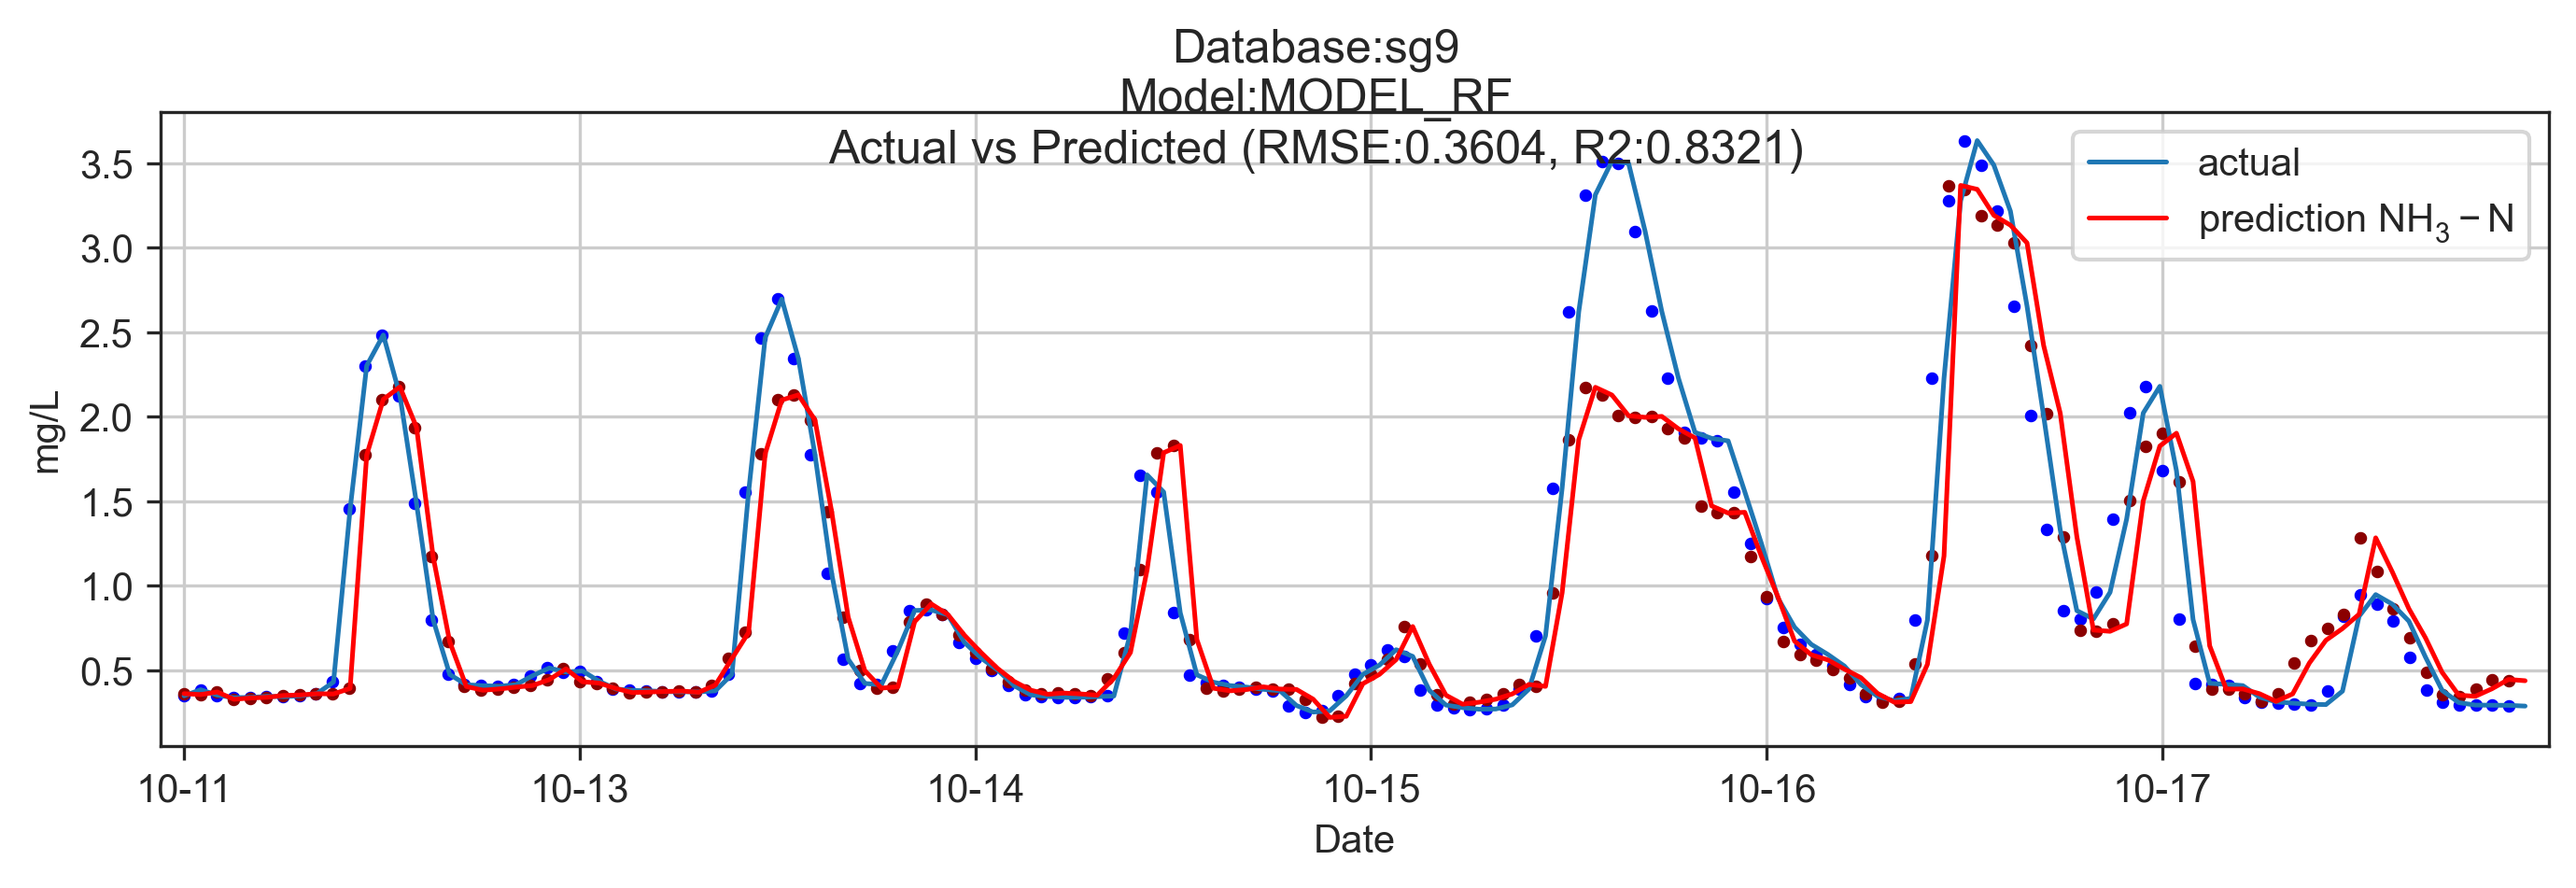 Database:sg9
Model:MODEL_RF
Actual vs Predicted (RMSE:0.3604, R2:0.8321)
actual
prediction NH₃ − N
3.5
3.0
2.5
2.0
1.5
1.0
0.5
mg/L
10-11 10-13 10-14 10-15 10-16 10-17
Date